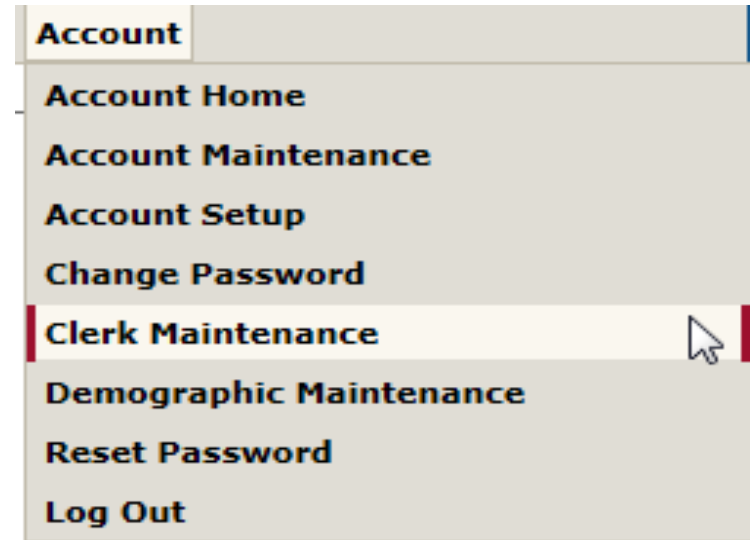 Account
Account Home
Account Maintenance
Account Setup
Change Password
Clerk Maintenance
Demographic Maintenance
Reset Password
Log Out